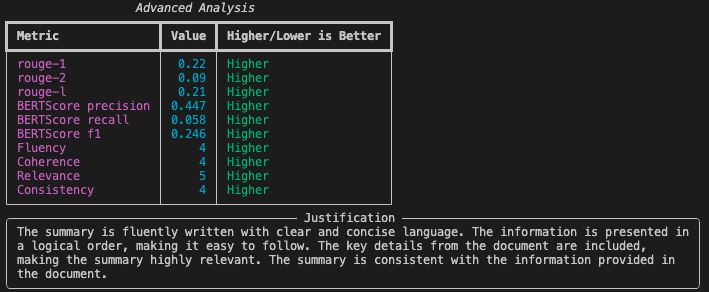 Advanced Analysis
Metric Value Higher/Lower is Better
rouge-1 0.22 Higher
rouge-2 0.09 Higher
rouge-l 0.21 Higher
BERTScore precision 0.447 Higher
BERTScore recall 0.058 Higher
BERTScore f1 0.246 Higher
Fluency 4 Higher
Coherence 4 Higher
Relevance 5 Higher
Consistency 4 Higher
Justification
The summary is fluently written with clear and concise language. The information is presented in
a logical order, making it easy to follow. The key details from the document are included,
making the summary highly relevant. The summary is consistent with the information provided in
the document.